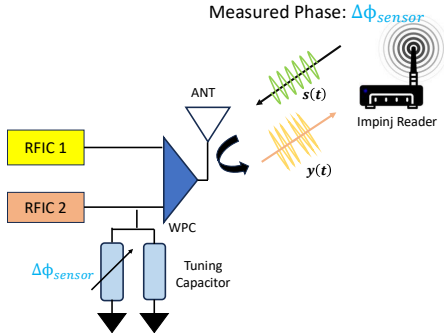 Measured Phase: Δϕsensor
ANT
s(t)
Impinj Reader
RFIC 1
y(t)
RFIC 2
WPC
Δϕsensor
Tuning
Capacitor